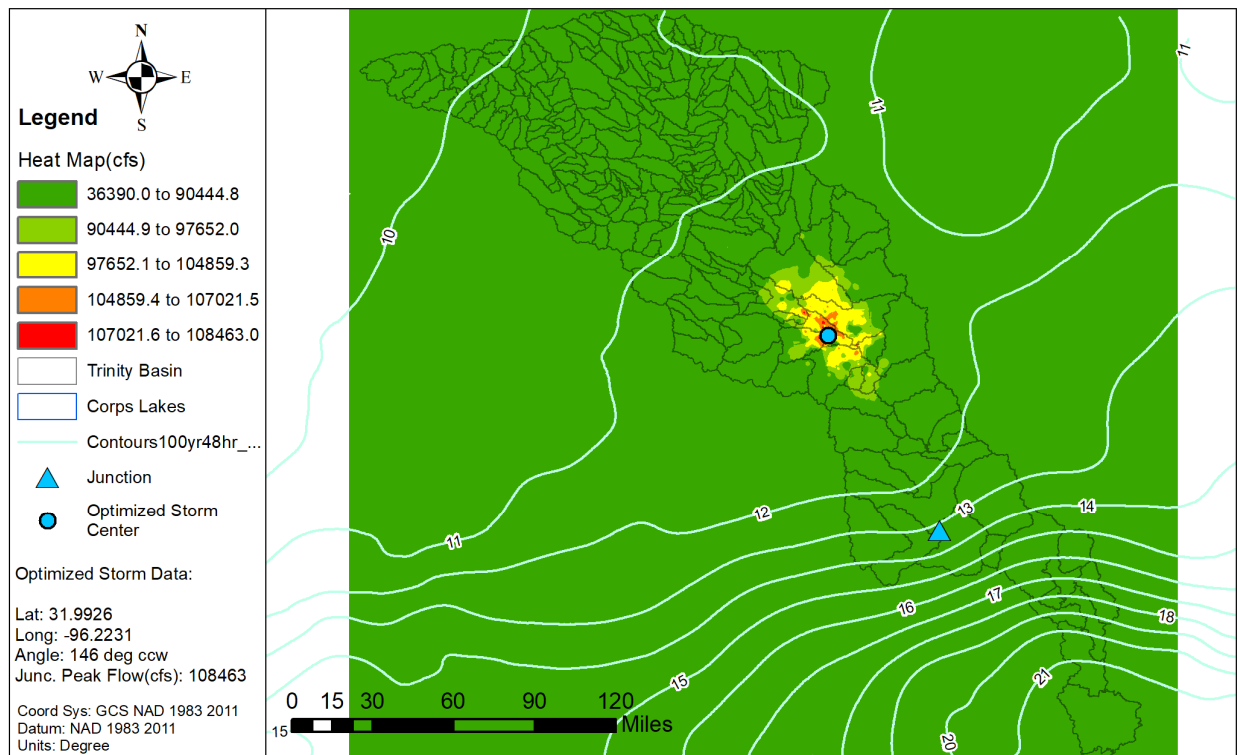 N
W
E
S
Legend
Heat Map(cfs)
36390.0 to 90444.8
90444.9 to 97652.0
97652.1 to 104859.3
104859.4 to 107021.5
107021.6 to 108463.0
Trinity Basin
Corps Lakes
Contours100yr48hr_...
Junction
Optimized Storm
Center
Optimized Storm Data:
Lat: 31.9926
Long: -96.2231
Angle: 146 deg ccw
Junc. Peak Flow(cfs): 108463
Coord Sys: GCS NAD 1983 2011
Datum: NAD 1983 2011
Units: Degree
11
11
10
12
13
14
11
16
17
18
15
21
20
15
0 15 30 60 90 120
Miles